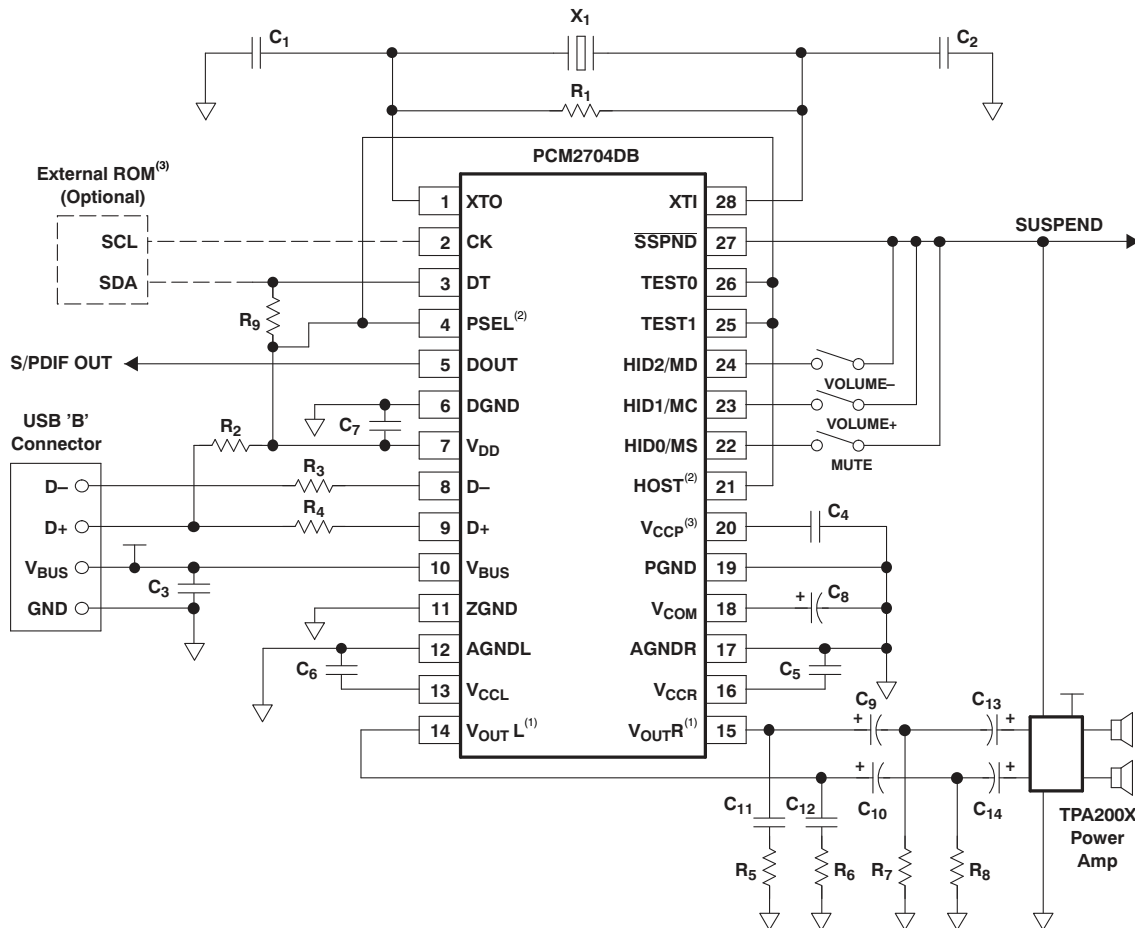 X1
C1
C2
R1
PCM2704DB
External ROM(3)
(Optional)
SCL
SDA
R9
S/PDIF OUT
USB 'B'
Connector
D–
D+
VBUS
GND
R2
R3
R4
C3
C7
C6
1 XTO
2 CK
3 DT
4 PSEL(2)
5 DOUT
6 DGND
7 VDD
8 D–
9 D+
10 VBUS
11 ZGND
12 AGNDL
13 VCCL
14 VOUT L(1)
XTI 28
SSPND 27
TEST0 26
TEST1 25
HID2/MD 24
HID1/MC 23
HID0/MS 22
HOST(2) 21
VCCP(3) 20
PGND 19
VCOM 18
AGNDR 17
VCCR 16
VOUTR(1) 15
SUSPEND
VOLUME–
VOLUME+
MUTE
C4
+ C8
C5
+ C9
C13 +
+ C10
C14 +
C11
C12
R5
R6
R7
R8
TPA200X
Power
Amp